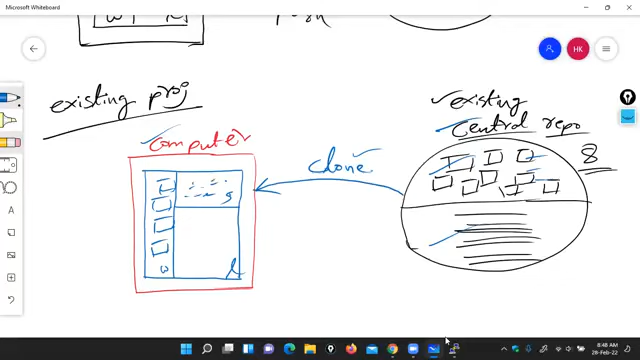 Microsoft Whiteboard
HK
existing proj
existing
central repo
computer
clone
8
S
W
L
8:48 AM
28-Feb-22